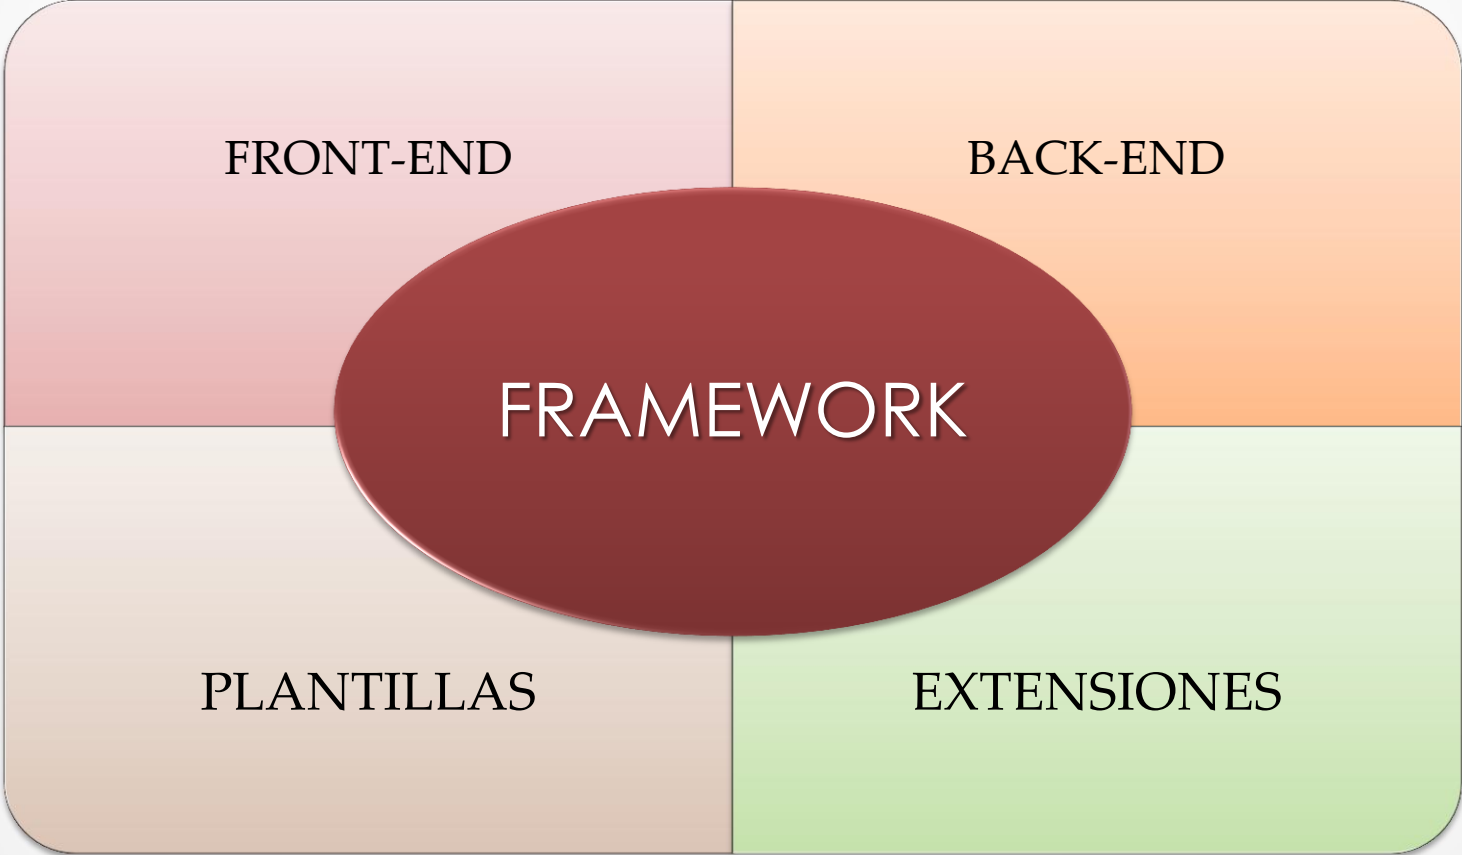 FRONT-END
BACK-END
FRAMEWORK
PLANTILLAS
EXTENSIONES